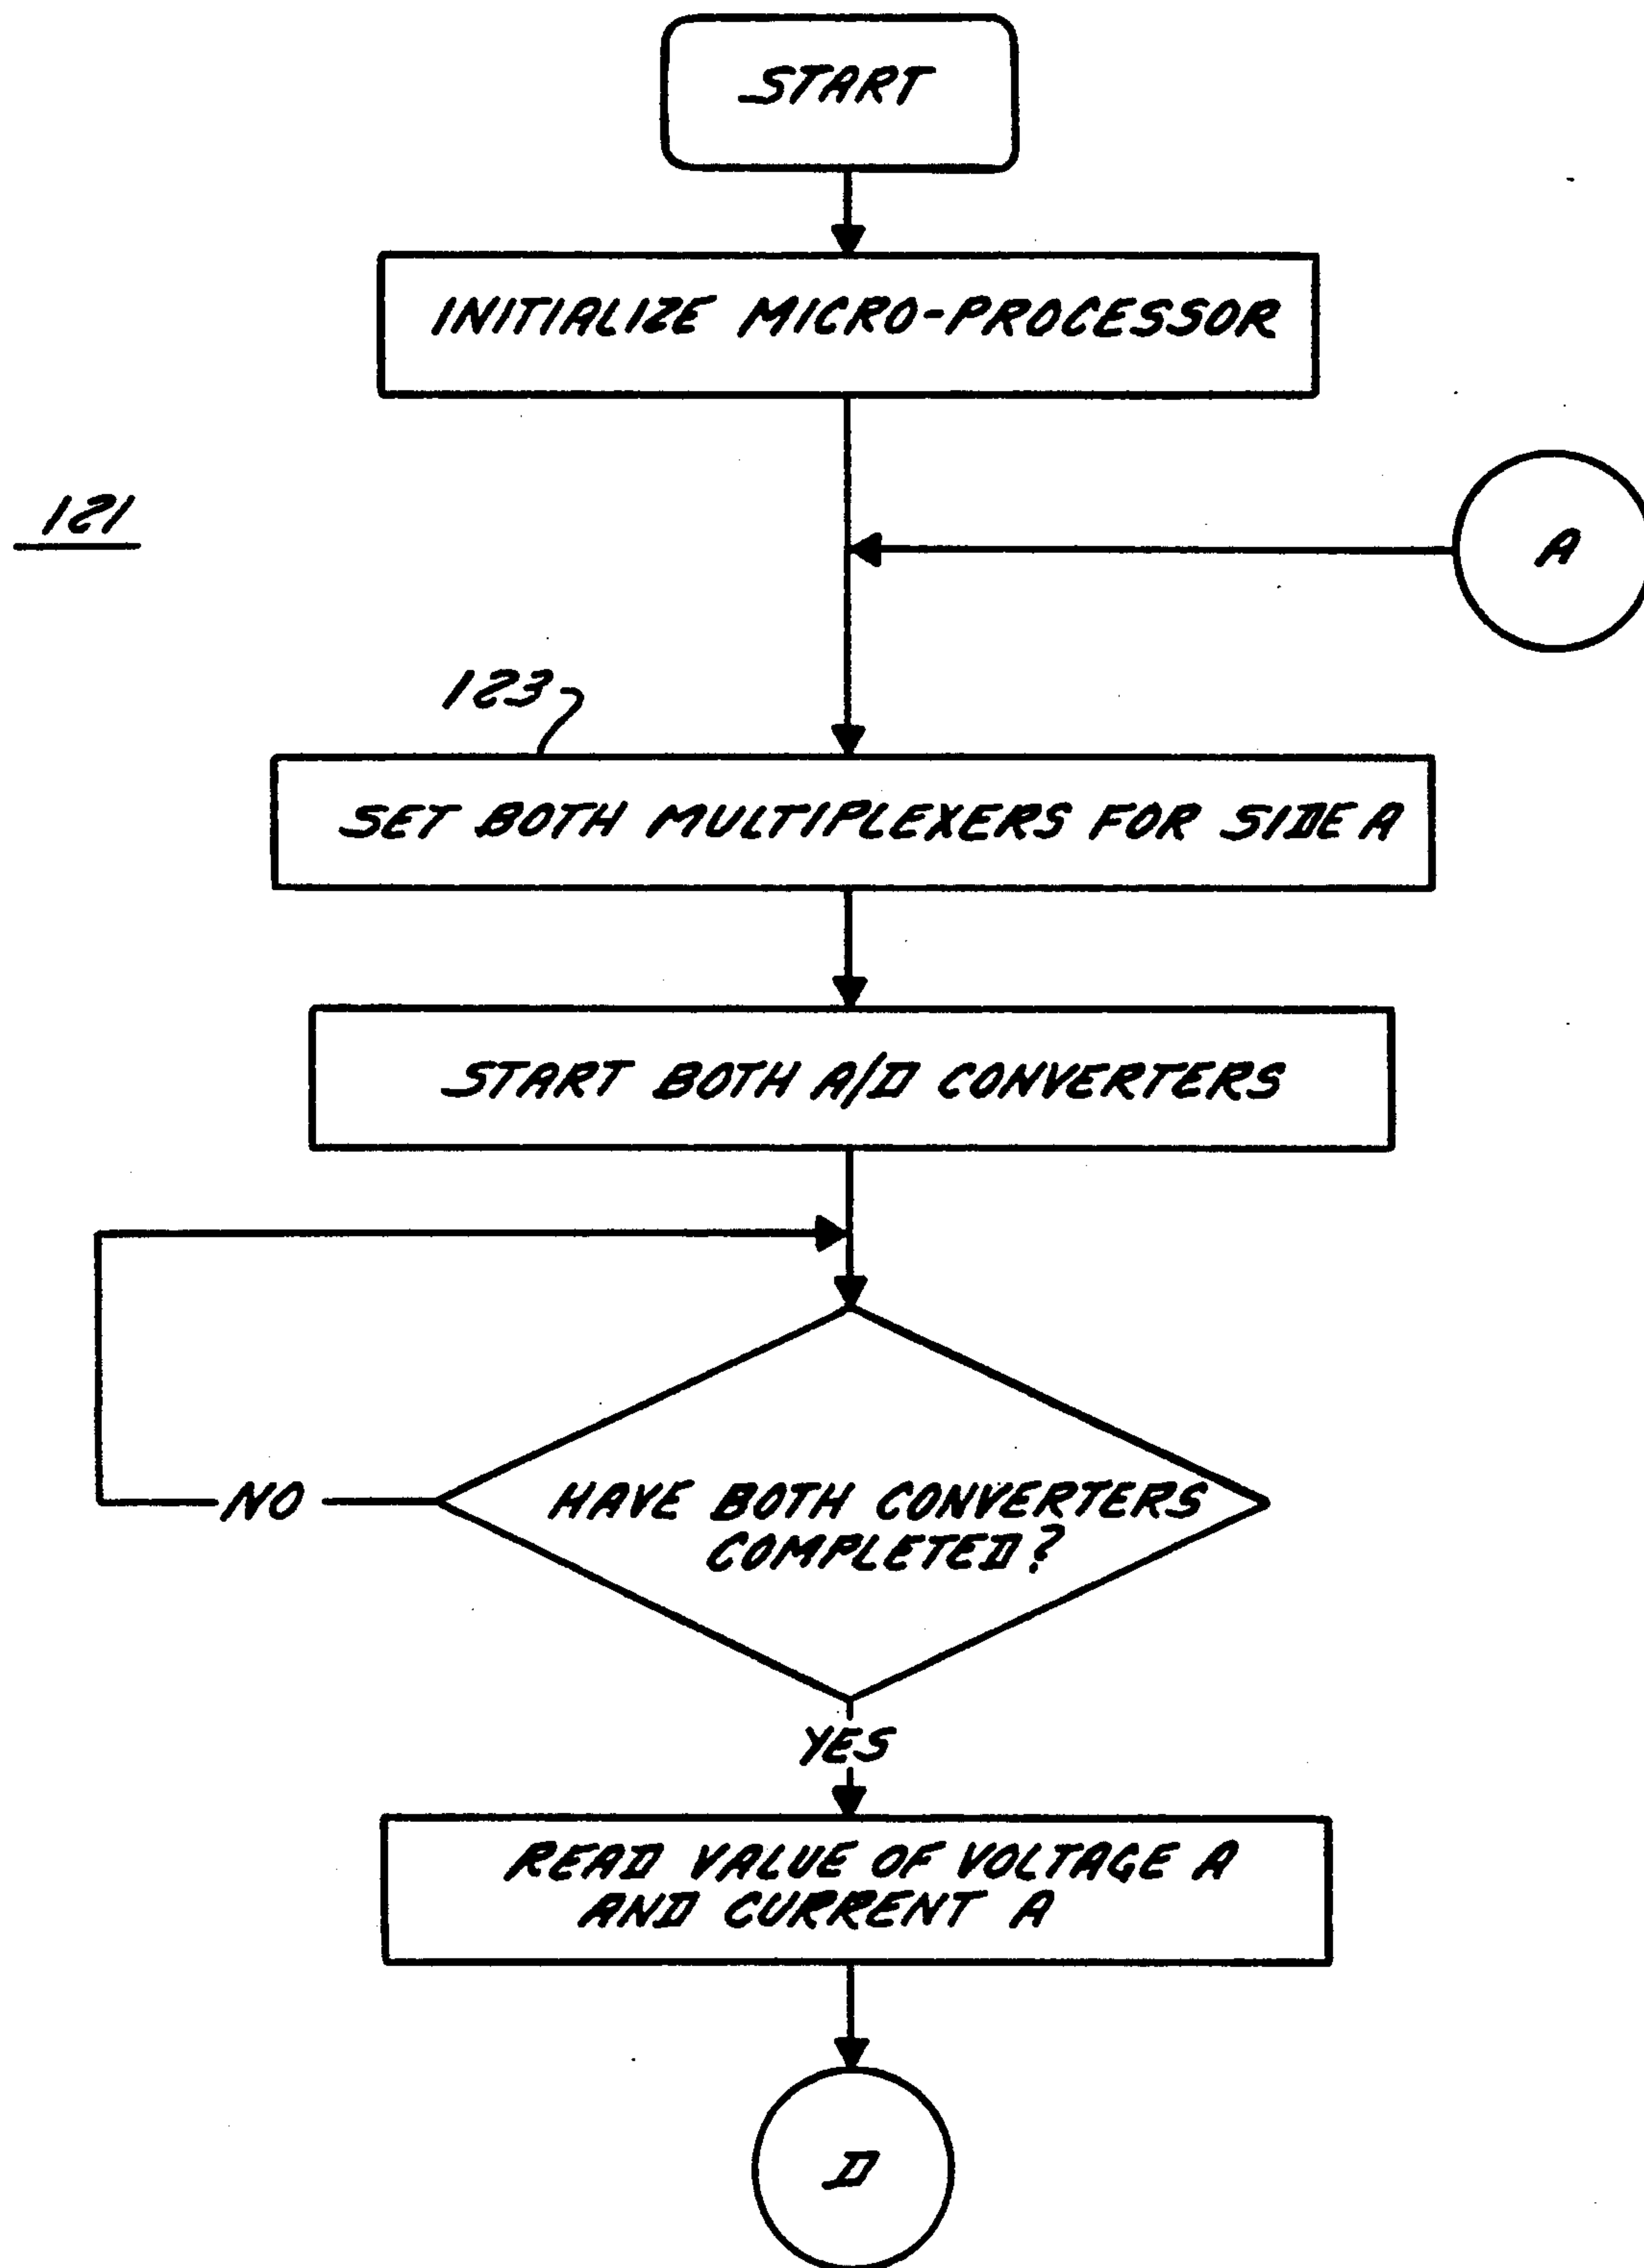 START
INITIALIZE MICRO-PROCESSOR
121
A
123
SET BOTH MULTIPLEXERS FOR SIDE A
START BOTH A/D CONVERTERS
NO
HAVE BOTH CONVERTERS
COMPLETED?
YES
READ VALUE OF VOLTAGE A
AND CURRENT A
D